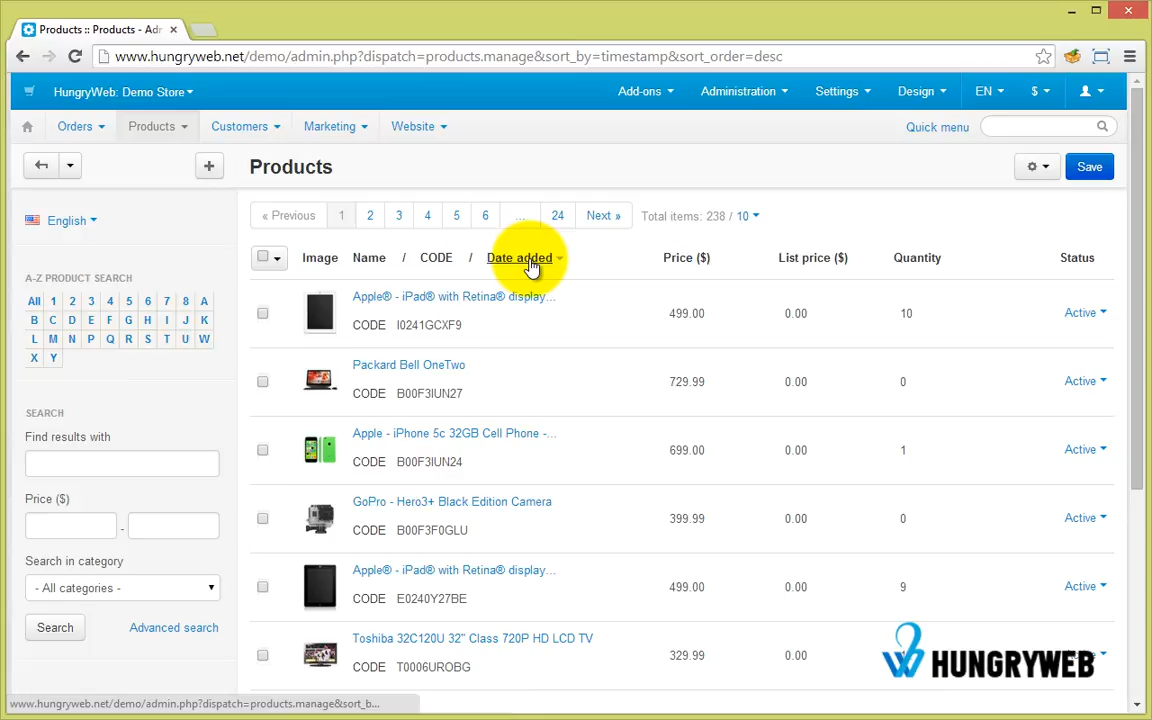 Products :: Products - Adr
www.hungryweb.net/demo/admin.php?dispatch=products.manage&sort_by=timestamp&sort_order=desc
HungryWeb: Demo Store Add-ons Administration Settings Design EN $
Orders Products Customers Marketing Website Quick menu
Products Save
English
« Previous 1 2 3 4 5 6 ... 24 Next » Total items: 238 / 10
Image Name / CODE / Date added Price ($) List price ($) Quantity Status
A-Z PRODUCT SEARCH
All 1 2 3 4 5 6 7 8 A
B C D E F G H I J K
L M N P Q R S T U W
X Y
SEARCH
Find results with
Price ($)
-
Search in category
- All categories -
Search Advanced search
Apple® - iPad® with Retina® display...
CODE I0241GCXF9
499.00 0.00 10 Active
Packard Bell OneTwo
CODE B00F3IUN27
729.99 0.00 0 Active
Apple - iPhone 5c 32GB Cell Phone -...
CODE B00F3IUN24
699.00 0.00 1 Active
GoPro - Hero3+ Black Edition Camera
CODE B00F3F0GLU
399.99 0.00 0 Active
Apple® - iPad® with Retina® display...
CODE E0240Y27BE
499.00 0.00 9 Active
Toshiba 32C120U 32" Class 720P HD LCD TV
CODE T0006UROBG
329.99 0.00
HUNGRYWEB
www.hungryweb.net/demo/admin.php?dispatch=products.manage&sort_b...